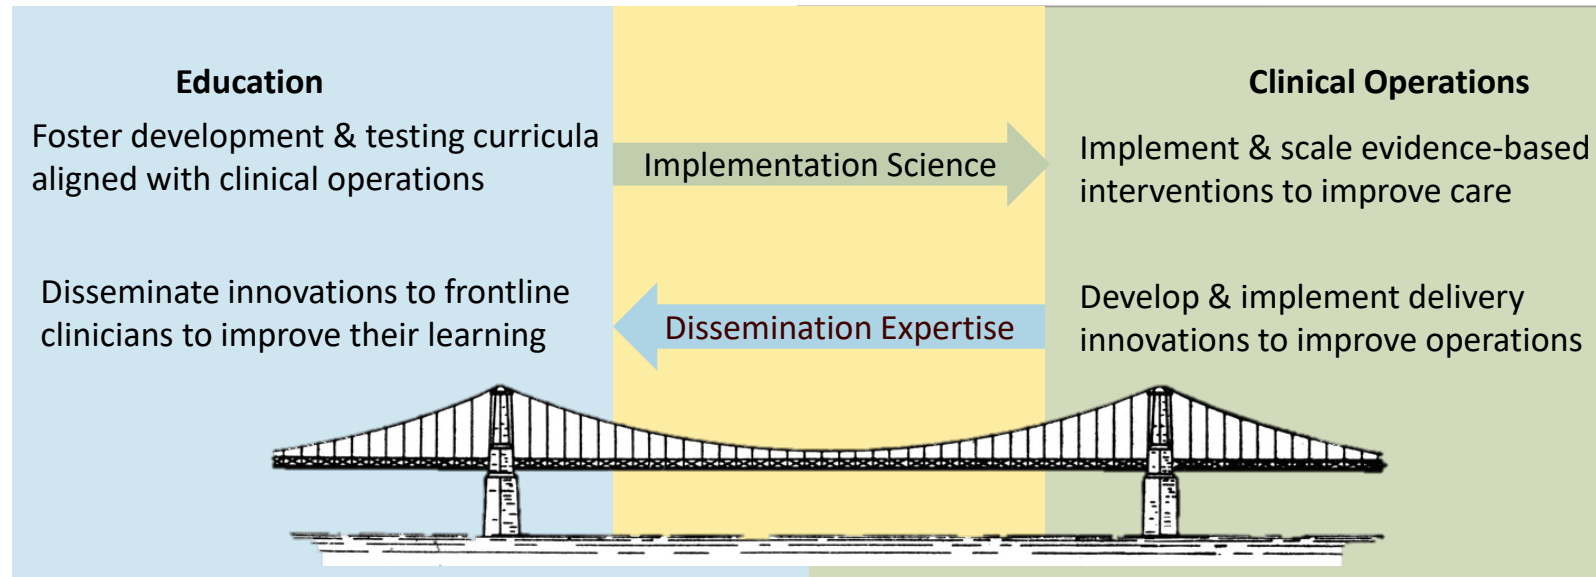 Education
Foster development & testing curricula
aligned with clinical operations
Disseminate innovations to frontline
clinicians to improve their learning
Implementation Science
Dissemination Expertise
Clinical Operations
Implement & scale evidence-based
interventions to improve care
Develop & implement delivery
innovations to improve operations